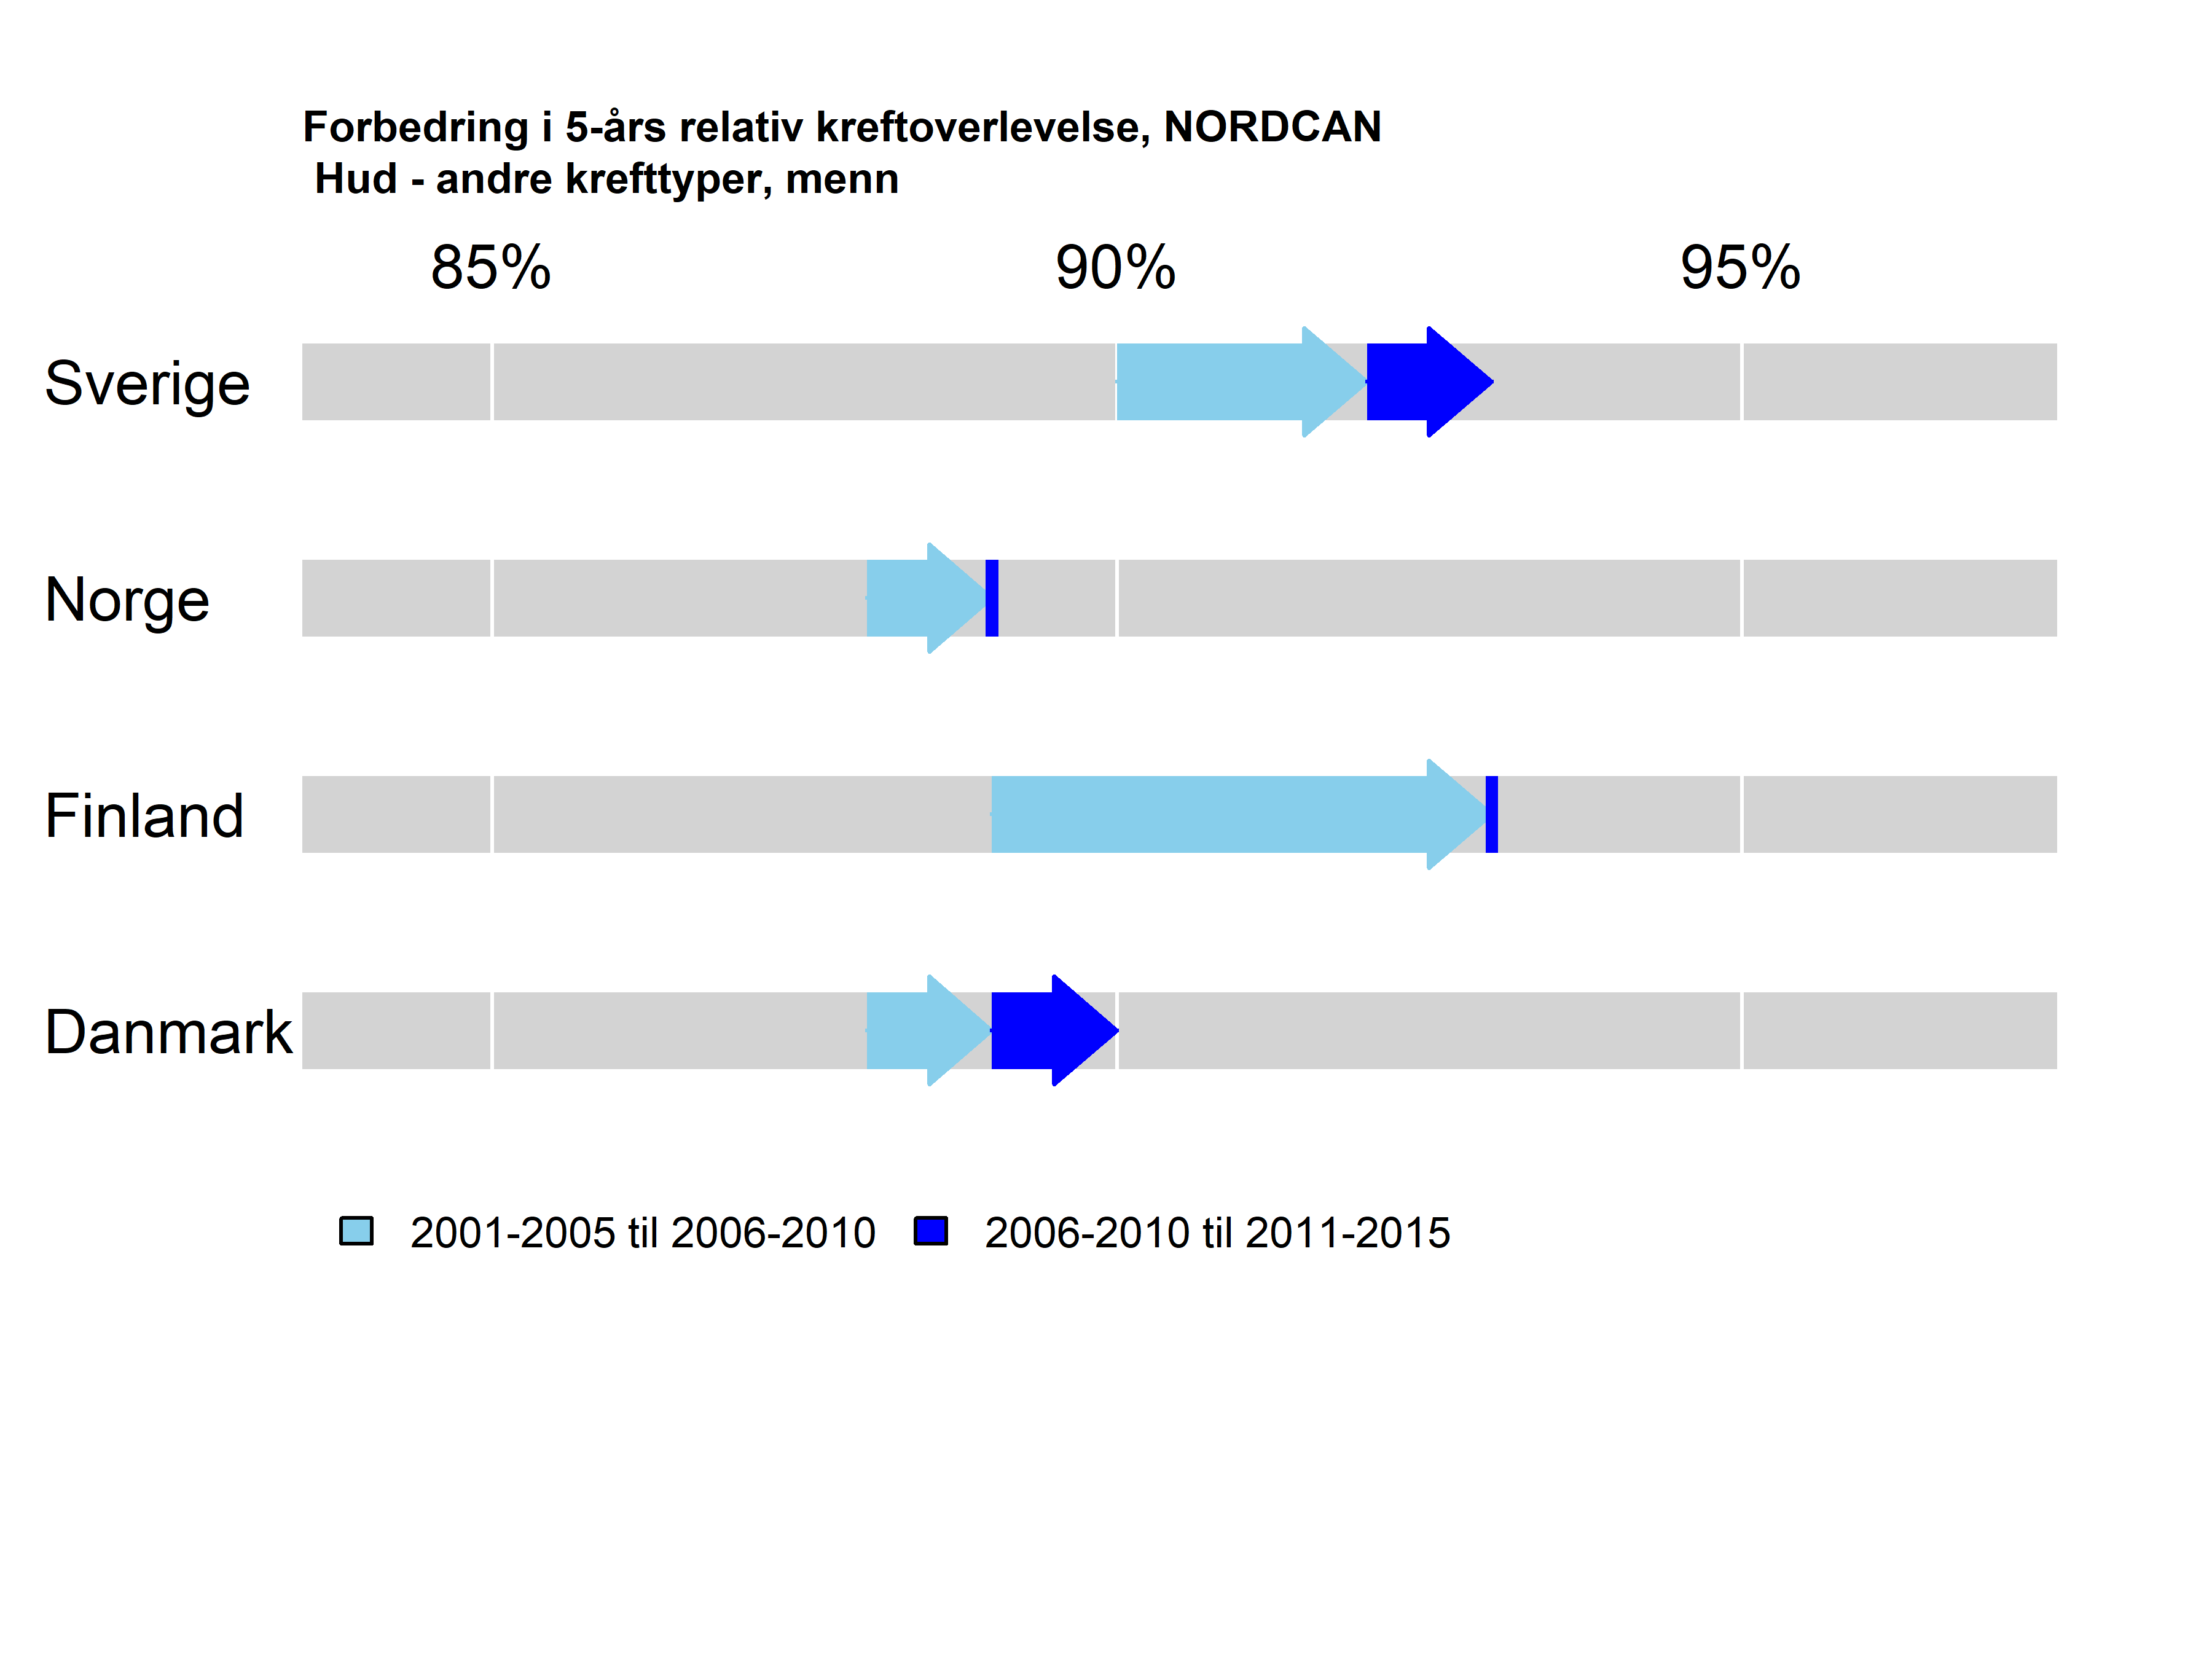 Forbedring i 5-års relativ kreftoverlevelse, NORDCAN
Hud - andre krefttyper, menn
85% 90% 95%
Sverige
Norge
Finland
Danmark
2001-2005 til 2006-2010 2006-2010 til 2011-2015